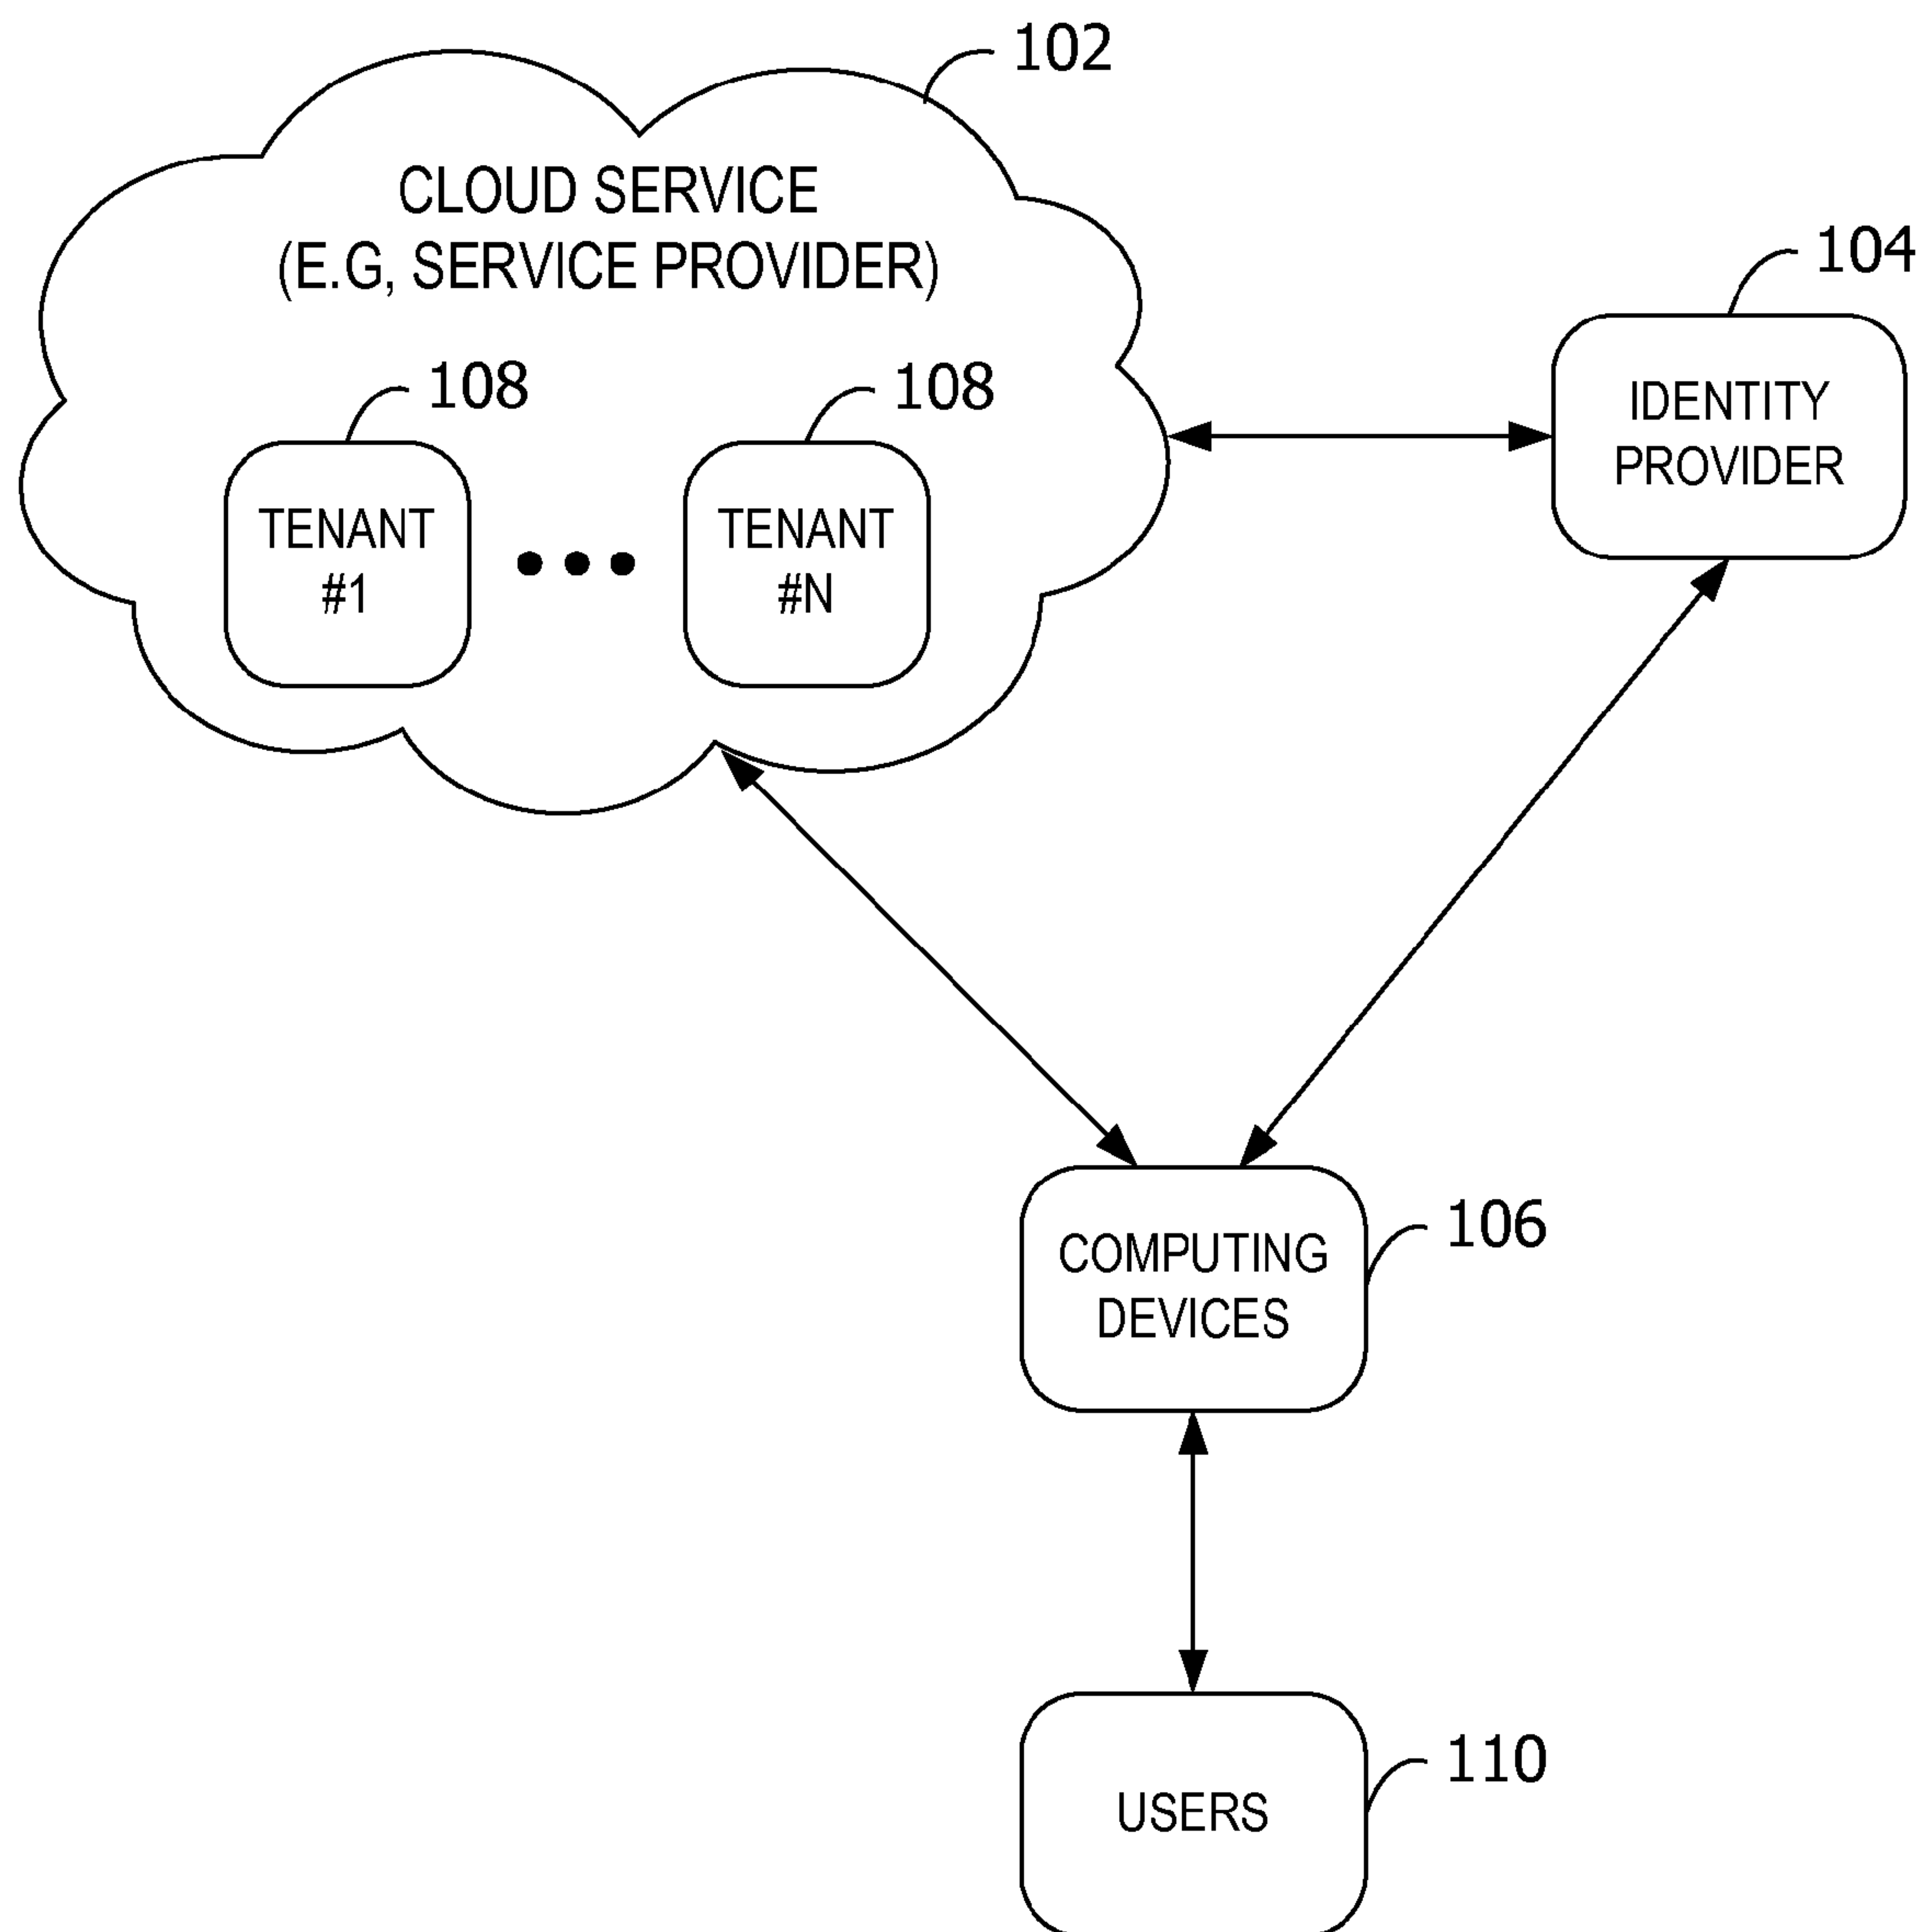 102
CLOUD SERVICE
(E.G, SERVICE PROVIDER)
104
IDENTITY
PROVIDER
108
108
TENANT
#1
TENANT
#N
106
COMPUTING
DEVICES
110
USERS